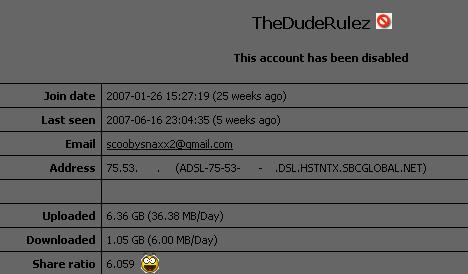 TheDudeRulez
This account has been disabled
Join date 2007-01-26 15:27:19 (25 weeks ago)
Last seen 2007-06-16 23:04:35 (5 weeks ago)
Email scoobysnaxx2@gmail.com
Address 75.53. . (ADSL-75-53- - .DSL.HSTNTX.SBCGLOBAL.NET)
Uploaded 6.36 GB (36.38 MB/Day)
Downloaded 1.05 GB (6.00 MB/Day)
Share ratio 6.059